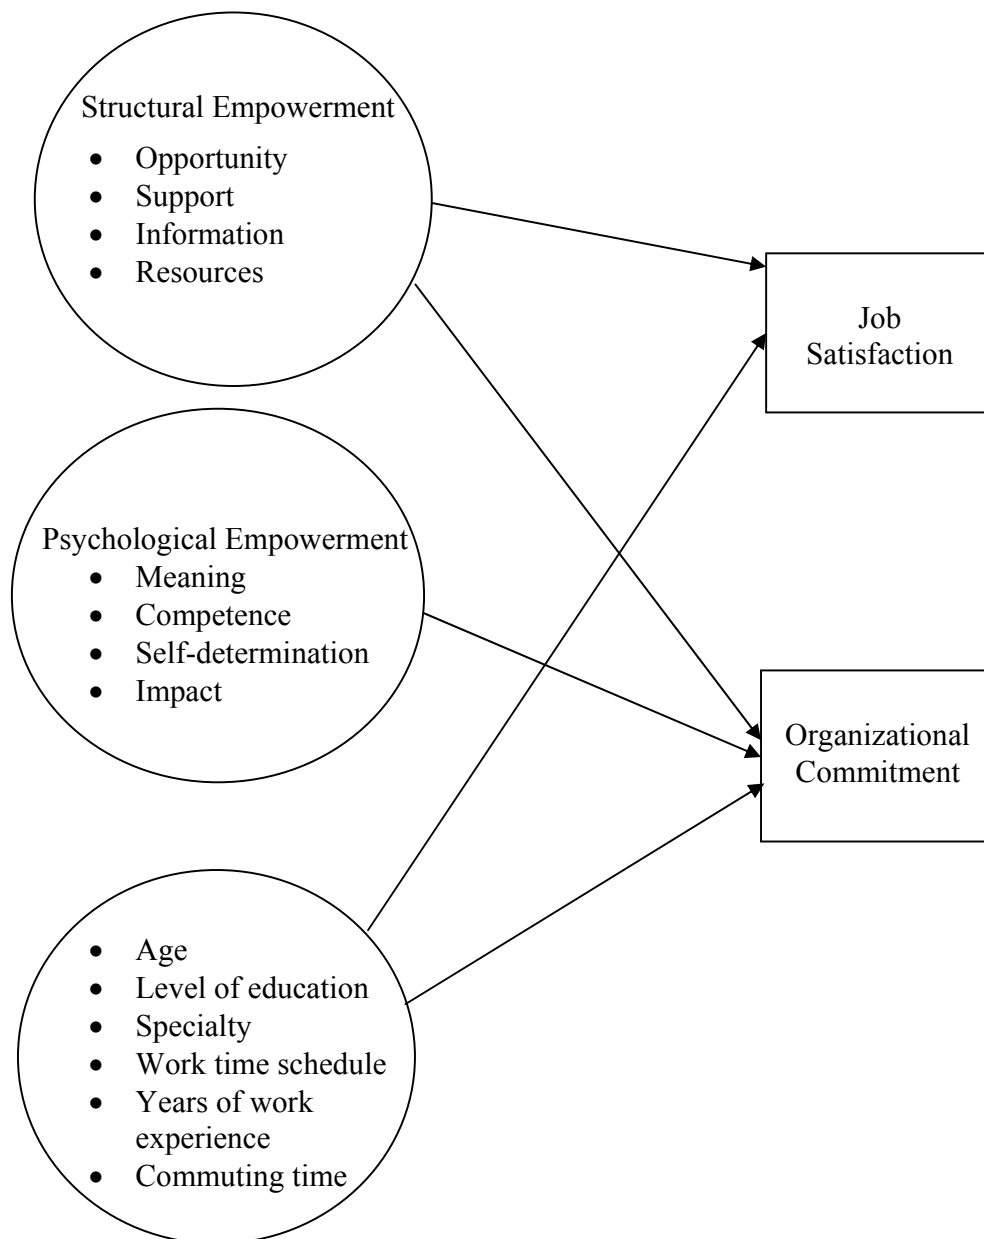 Structural Empowerment
• Opportunity
• Support
• Information
• Resources
Job
Satisfaction
Psychological Empowerment
• Meaning
• Competence
• Self-determination
• Impact
Organizational
Commitment
• Age
• Level of education
• Specialty
• Work time schedule
• Years of work
experience
• Commuting time